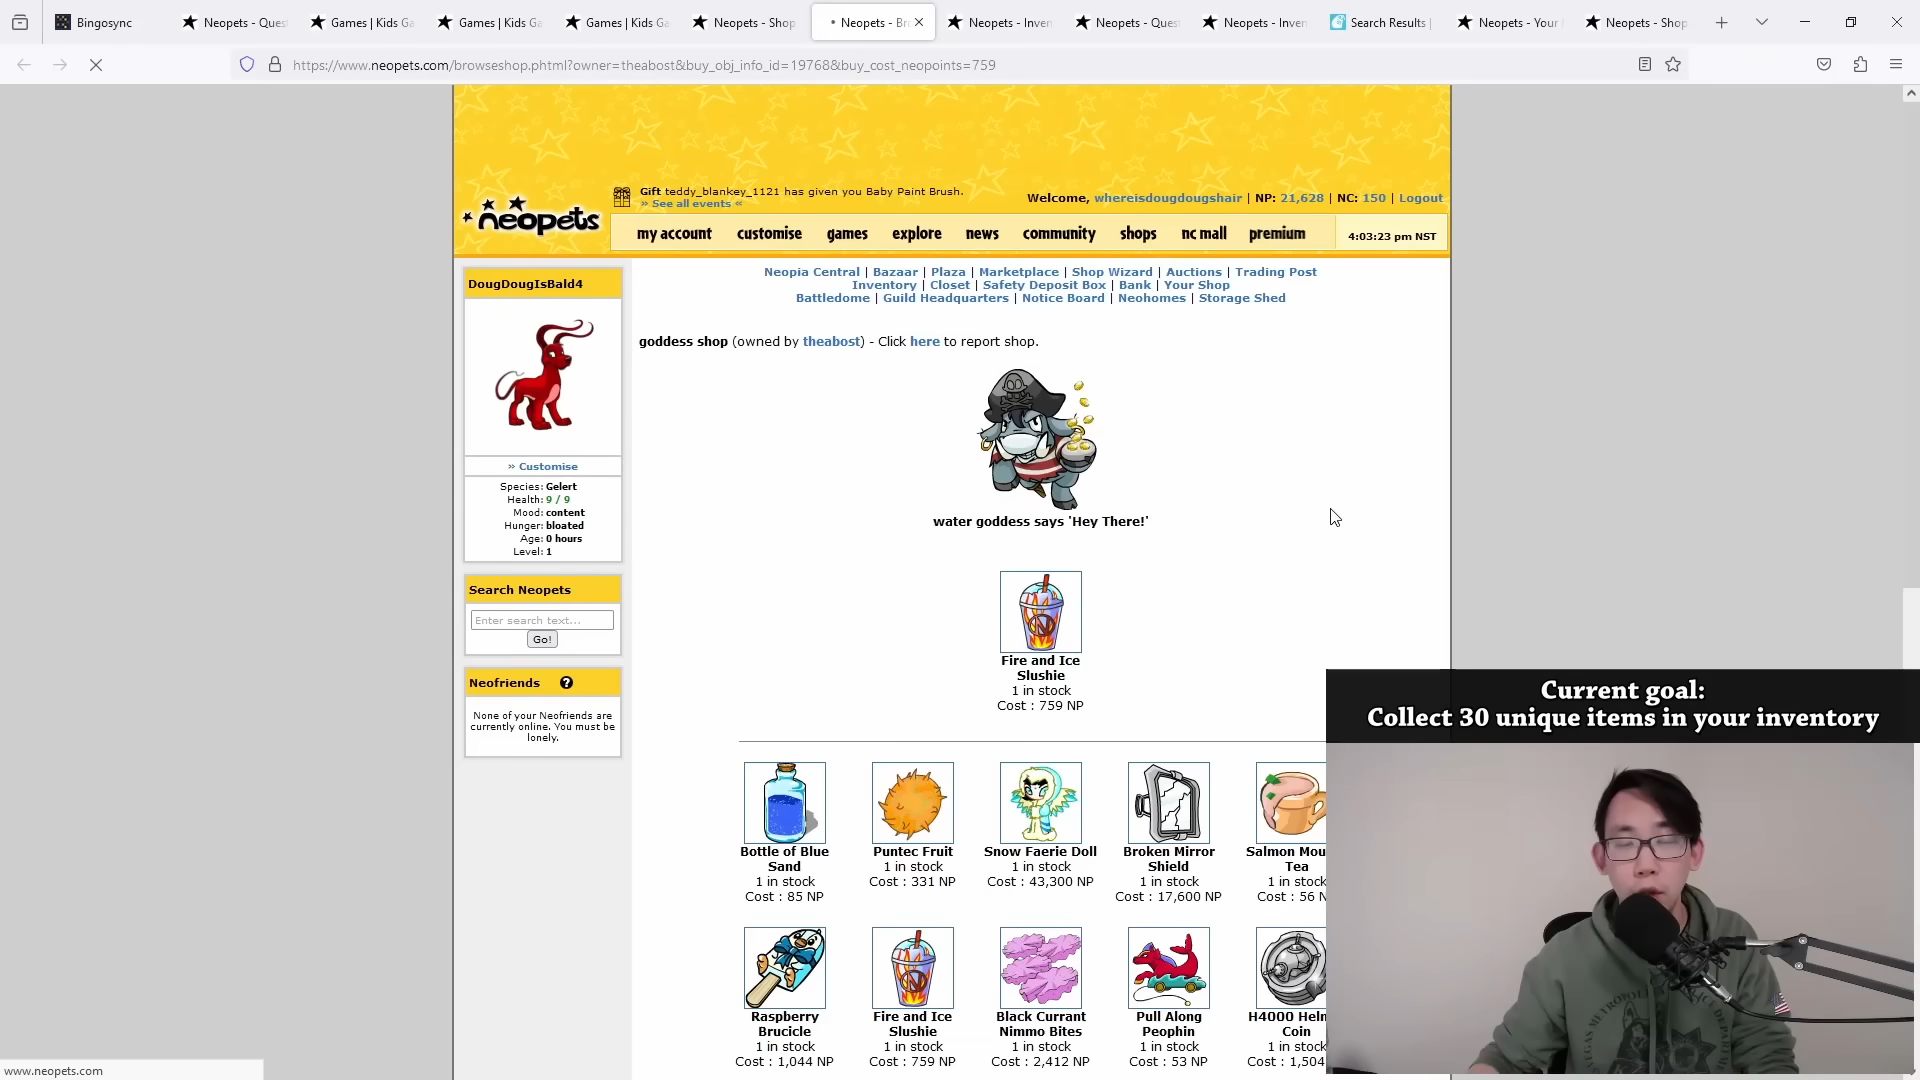 Bingosync
Neopets - Ques
Games | Kids Ga
Games | Kids Ga
Games | Kids Ga
Neopets - Shop
Neopets - Br
Neopets - Inven
Neopets - Ques
Neopets - Inven
Search Results |
Neopets - Your
Neopets - Shop
https://www.neopets.com/browseshop.phtml?owner=theabost&buy_obj_info_id=19768&buy_cost_neopoints=759
Gift teddy_blankey_1121 has given you Baby Paint Brush.
» See all events «
Welcome, whereisdougdougshair | NP: 21,628 | NC: 150 | Logout
neopets
my account customise games explore news community shops nc mall premium
4:03:23 pm NST
Neopia Central | Bazaar | Plaza | Marketplace | Shop Wizard | Auctions | Trading Post
Inventory | Closet | Safety Deposit Box | Bank | Your Shop
Battledome | Guild Headquarters | Notice Board | Neohomes | Storage Shed
DougDougIsBald4
» Customise
Species: Gelert
Health: 9 / 9
Mood: content
Hunger: bloated
Age: 0 hours
Level: 1
Search Neopets
Enter search text...
Go!
Neofriends ?
None of your Neofriends are
currently online. You must be
lonely.
goddess shop (owned by theabost) - Click here to report shop.
water goddess says 'Hey There!'
Fire and Ice
Slushie
1 in stock
Cost : 759 NP
Bottle of Blue
Sand
1 in stock
Cost : 85 NP
Puntec Fruit
1 in stock
Cost : 331 NP
Snow Faerie Doll
1 in stock
Cost : 43,300 NP
Broken Mirror
Shield
1 in stock
Cost : 17,600 NP
Salmon Mou
Tea
1 in stock
Cost : 56 N
Raspberry
Brucicle
1 in stock
Cost : 1,044 NP
Fire and Ice
Slushie
1 in stock
Cost : 759 NP
Black Currant
Nimmo Bites
1 in stock
Cost : 2,412 NP
Pull Along
Peophin
1 in stock
Cost : 53 NP
H4000 Helm
Coin
1 in stock
Cost : 1,504
Current goal:
Collect 30 unique items in your inventory
www.neopets.com